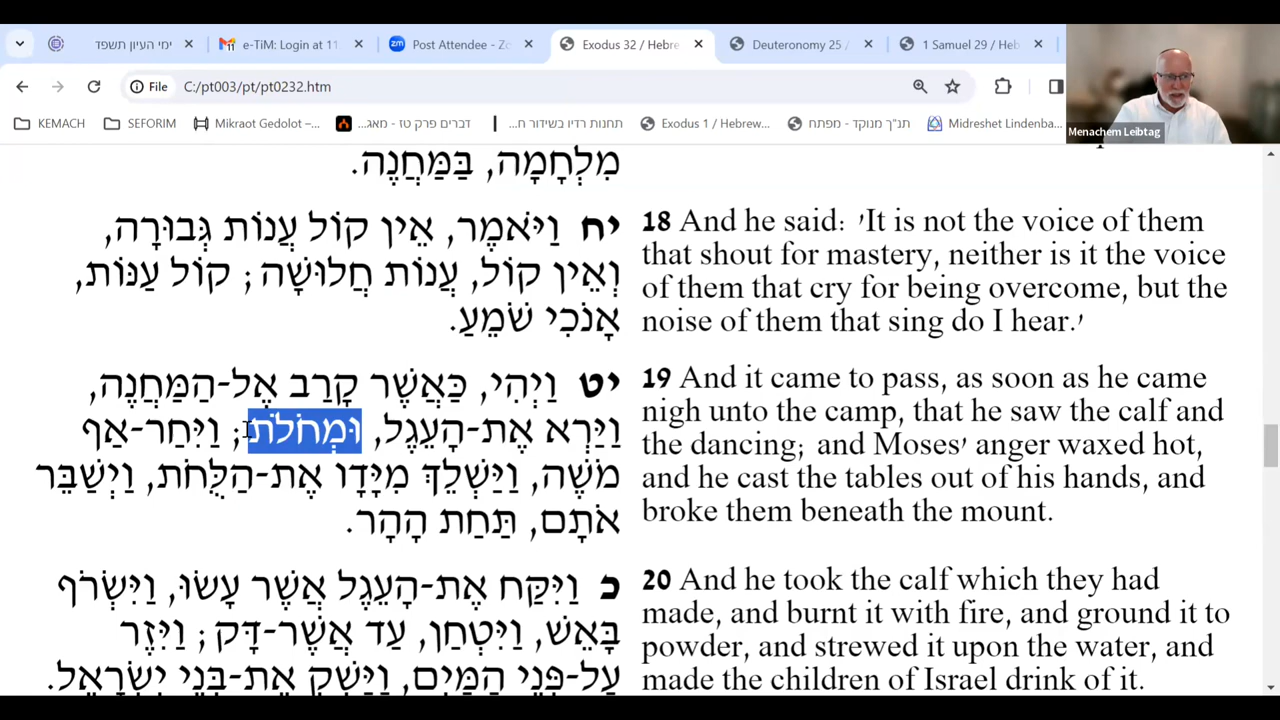 ימי העיון תשפד
e-TiM: Login at 11:
Post Attendee - Zo
Exodus 32 / Hebre
Deuteronomy 25 /
1 Samuel 29 / Heb
File C:/pt003/pt/pt0232.htm
KEMACH SEFORIM Mikraot Gedolot –... דברים פרק טז - מאג... תחנות רדיו בשידור ח... Exodus 1 / Hebrew... תנ"ך מנוקד - מפתח Midreshet Lindenba...
Menachem Leibtag
מִלְחָמָה, בַּמַּחֲנֶה.
יח וַיֹּאמֶר, אֵין קוֹל עֲנוֹת גְּבוּרָה,
וְאֵין קוֹל, עֲנוֹת חֲלוּשָׁה; קוֹל עַנּוֹת,
אָנֹכִי שֹׁמֵעַ.
18 And he said: 'It is not the voice of them
that shout for mastery, neither is it the voice
of them that cry for being overcome, but the
noise of them that sing do I hear.'
יט וַיְהִי, כַּאֲשֶׁר קָרַב אֶל-הַמַּחֲנֶה,
וַיַּרְא אֶת-הָעֵגֶל, וּמְחֹלֹת; וַיִּחַר-אַף
מֹשֶׁה, וַיַּשְׁלֵךְ מִיָּדָו אֶת-הַלֻּחֹת, וַיְשַׁבֵּר
אֹתָם, תַּחַת הָהָר.
19 And it came to pass, as soon as he came
nigh unto the camp, that he saw the calf and
the dancing; and Moses' anger waxed hot,
and he cast the tables out of his hands, and
broke them beneath the mount.
כ וַיִּקַּח אֶת-הָעֵגֶל אֲשֶׁר עָשׂוּ, וַיִּשְׂרֹף
בָּאֵשׁ, וַיִּטְחַן, עַד אֲשֶׁר-דָּק; וַיִּזֶר
עַל-פְּנֵי הַמַּיִם, וַיַּשְׁקְ אֶת-בְּנֵי יִשְׂרָאֵל.
20 And he took the calf which they had
made, and burnt it with fire, and ground it to
powder, and strewed it upon the water, and
made the children of Israel drink of it.